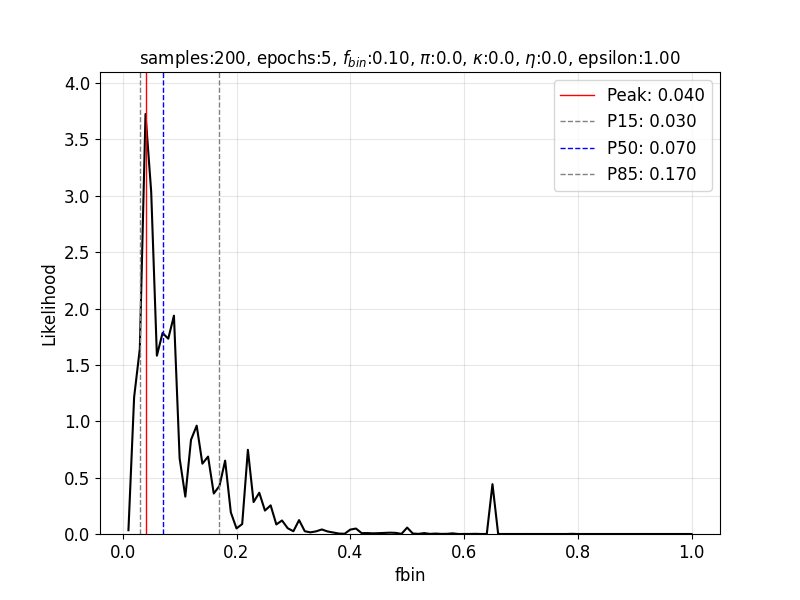 samples:200, epochs:5, f_bin:0.10, π:0.0, κ:0.0, η:0.0, epsilon:1.00
Peak: 0.040
P15: 0.030
P50: 0.070
P85: 0.170
Likelihood
4.0
3.5
3.0
2.5
2.0
1.5
1.0
0.5
0.0
0.0 0.2 0.4 0.6 0.8 1.0
fbin